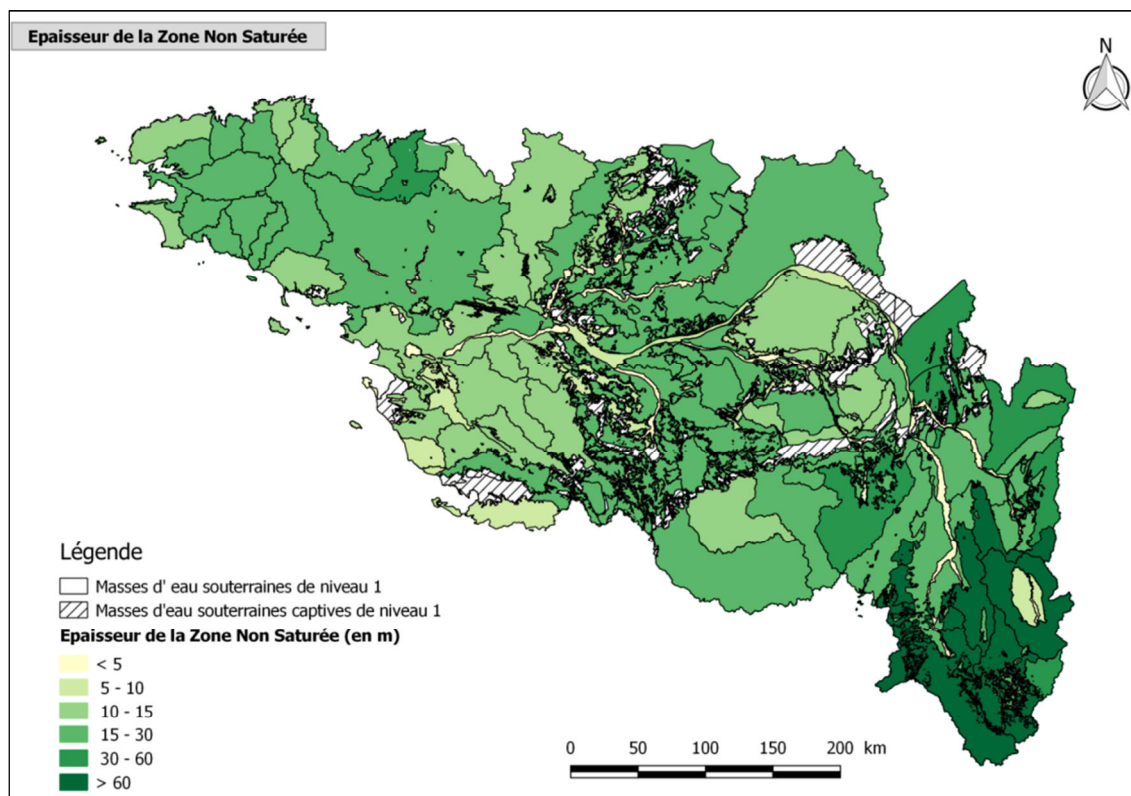 Epaisseur de la Zone Non Saturée
N
Légende
Masses d' eau souterraines de niveau 1
Masses d'eau souterraines captives de niveau 1
Epaisseur de la Zone Non Saturée (en m)
< 5
5 - 10
10 - 15
15 - 30
30 - 60
> 60
0 50 100 150 200 km